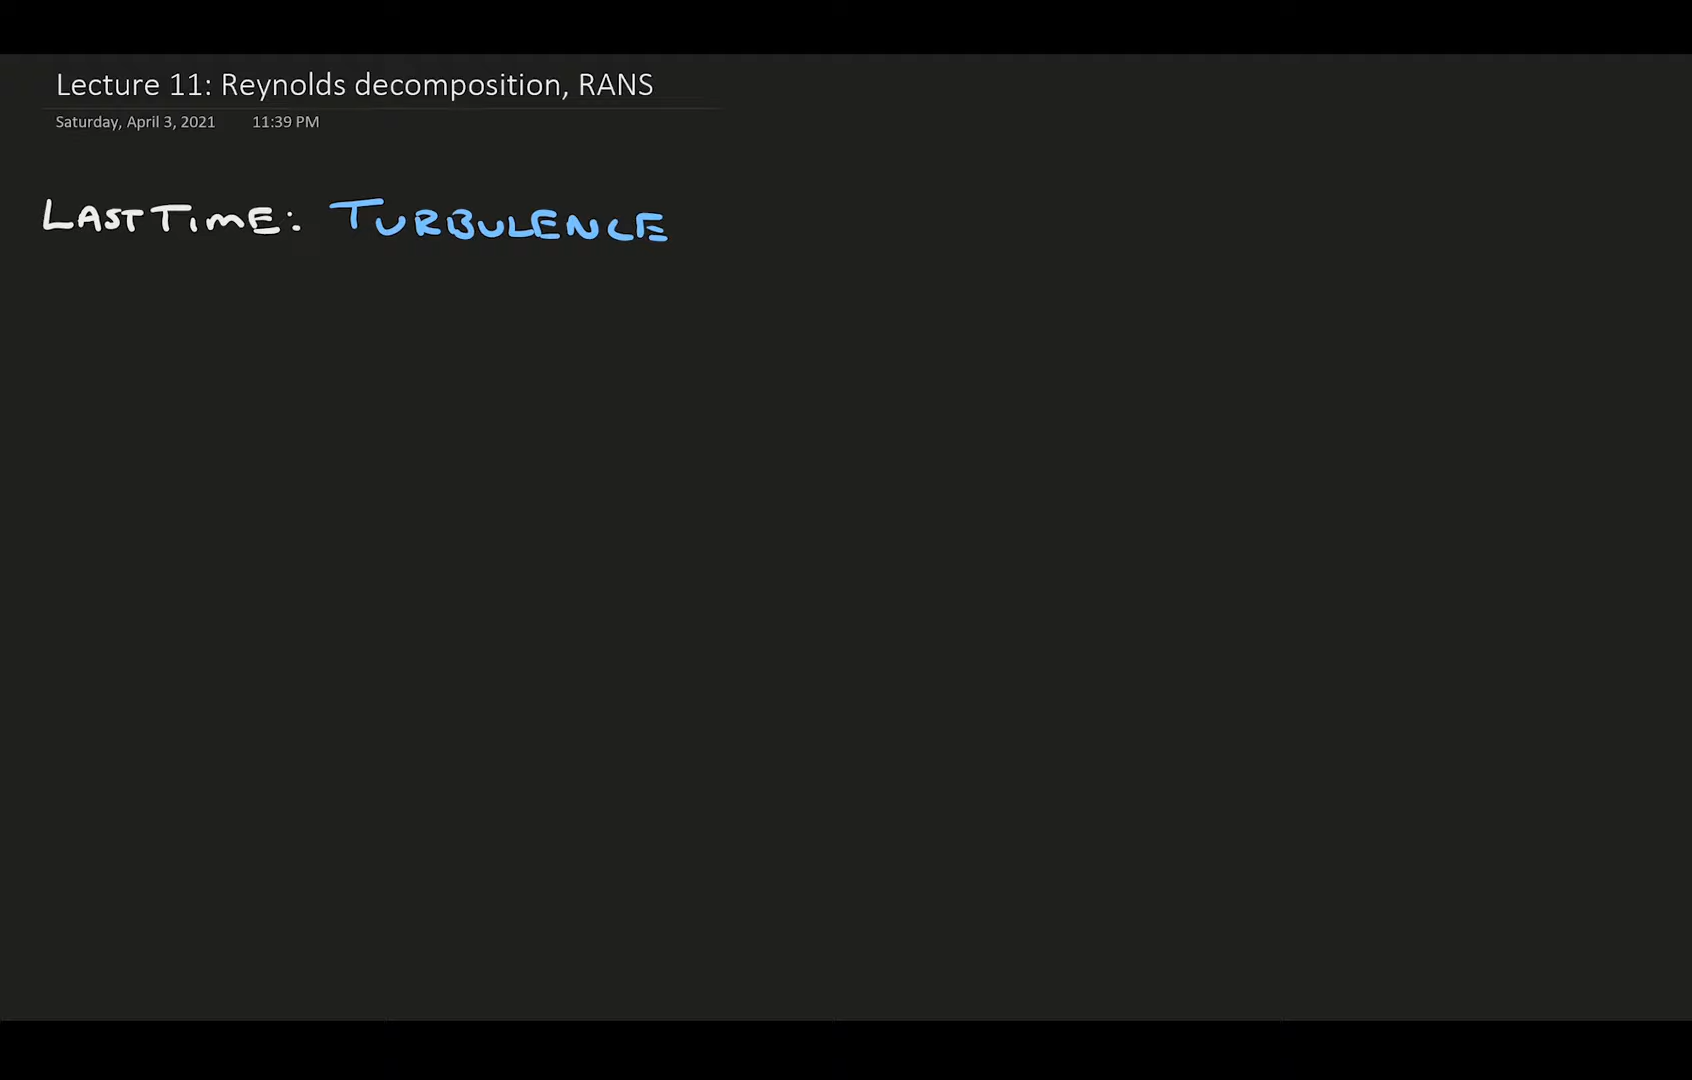 Lecture 11: Reynolds decomposition, RANS
Saturday, April 3, 2021 11:39 PM
LAST TIME: TURBULENCE